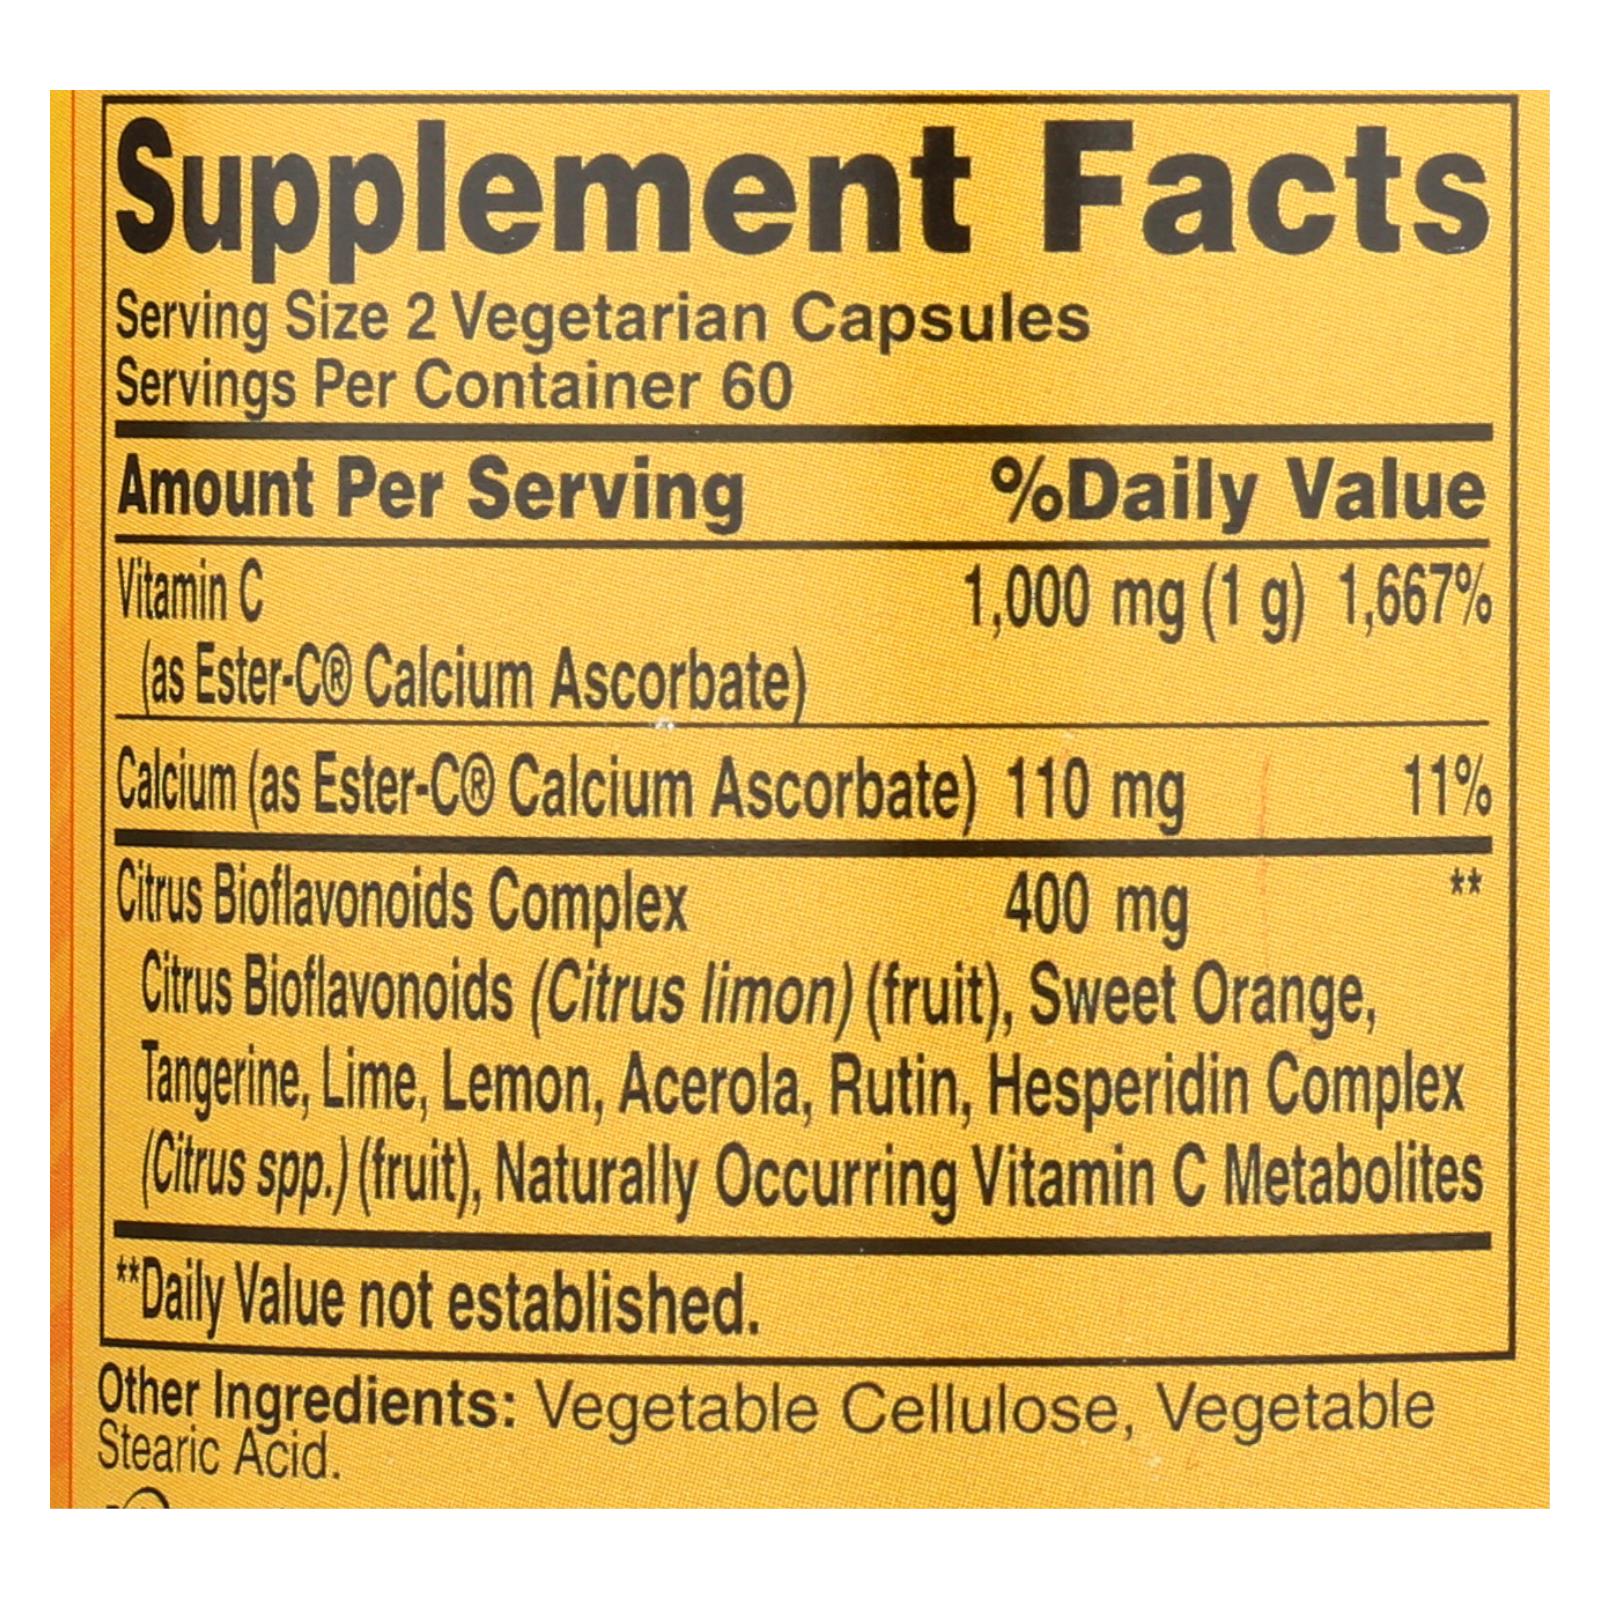 Supplement Facts
Serving Size 2 Vegetarian Capsules
Servings Per Container 60
Amount Per Serving %Daily Value
Vitamin C 1,000 mg (1 g) 1,667%
(as Ester-C® Calcium Ascorbate)
Calcium (as Ester-C® Calcium Ascorbate) 110 mg 11%
Citrus Bioflavonoids Complex 400 mg **
Citrus Bioflavonoids (Citrus limon) (fruit), Sweet Orange,
Tangerine, Lime, Lemon, Acerola, Rutin, Hesperidin Complex
(Citrus spp.) (fruit), Naturally Occurring Vitamin C Metabolites
**Daily Value not established.
Other Ingredients: Vegetable Cellulose, Vegetable
Stearic Acid.